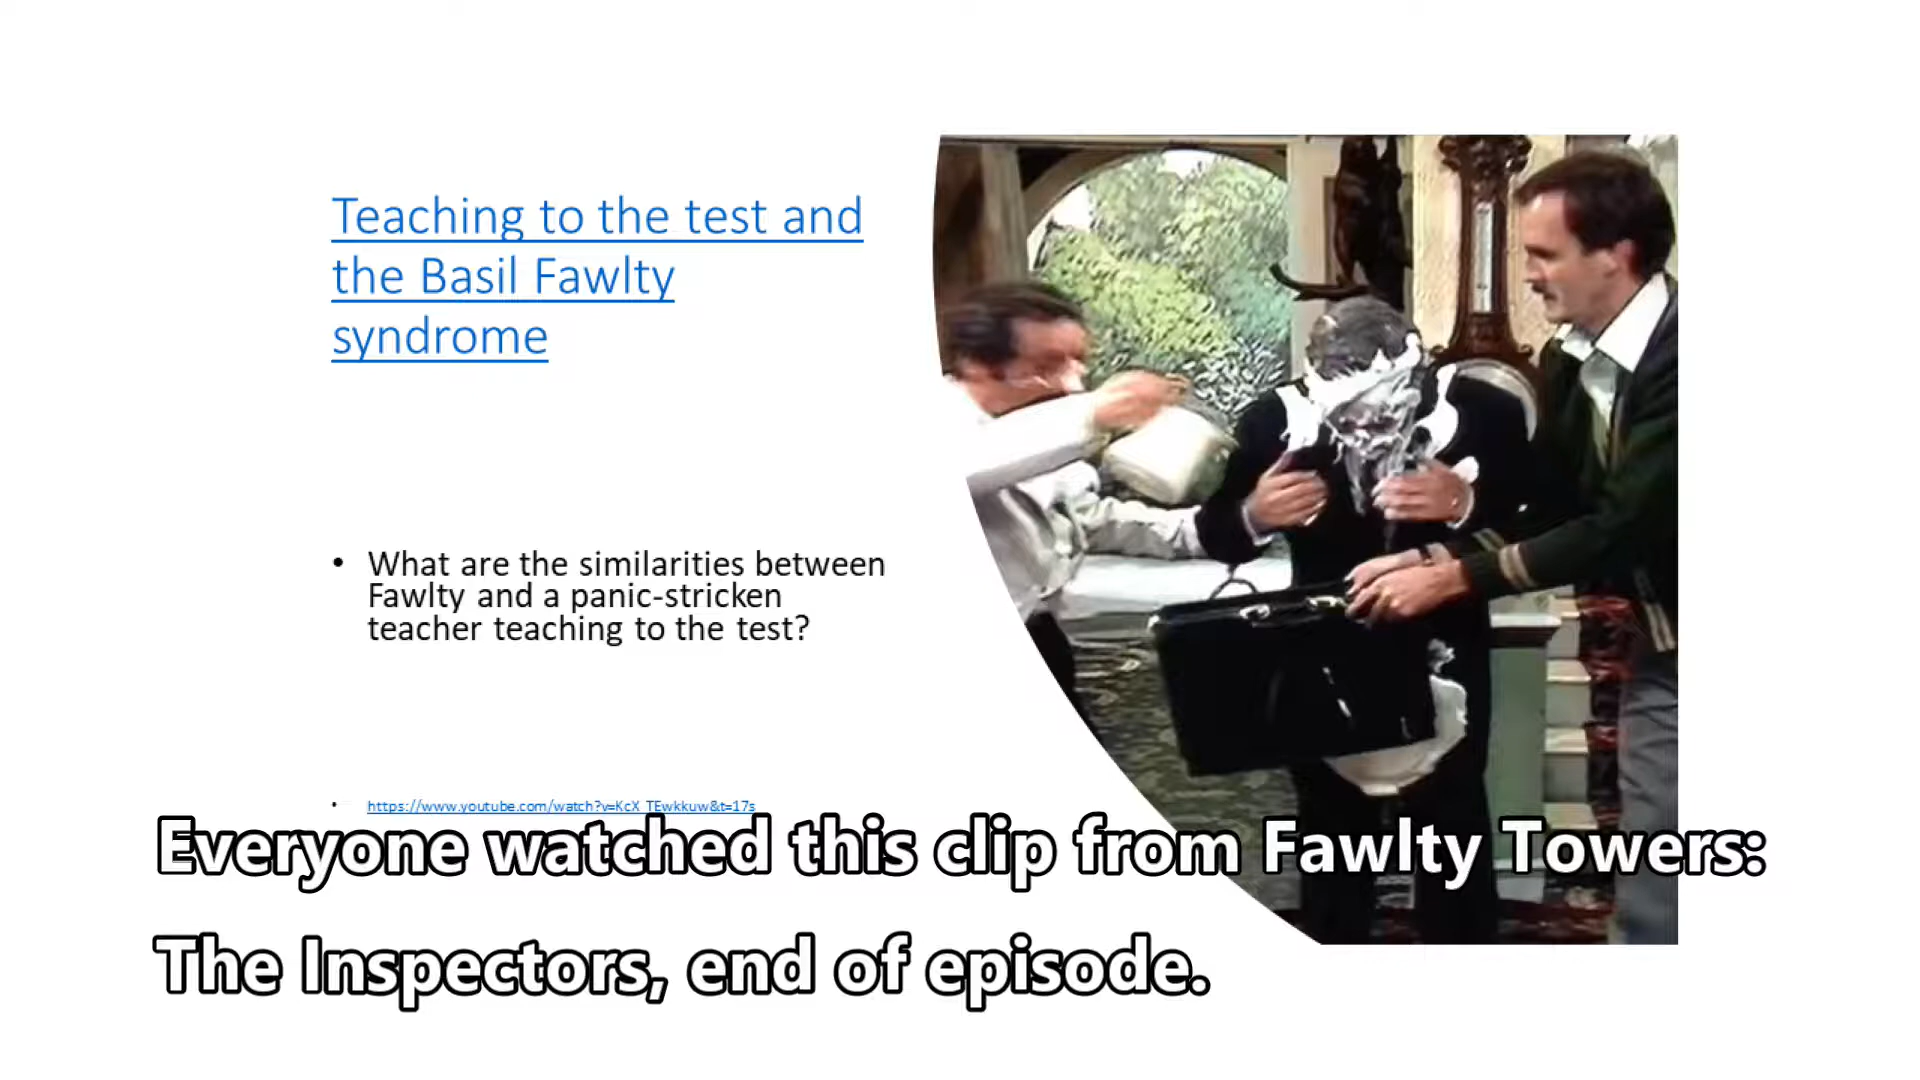 Teaching to the test and
the Basil Fawlty
syndrome
• What are the similarities between
Fawlty and a panic-stricken
teacher teaching to the test?
• https://www.youtube.com/watch?v=KcX_TEwkkuw&t=17s
Everyone watched this clip from Fawlty Towers:
The Inspectors, end of episode.